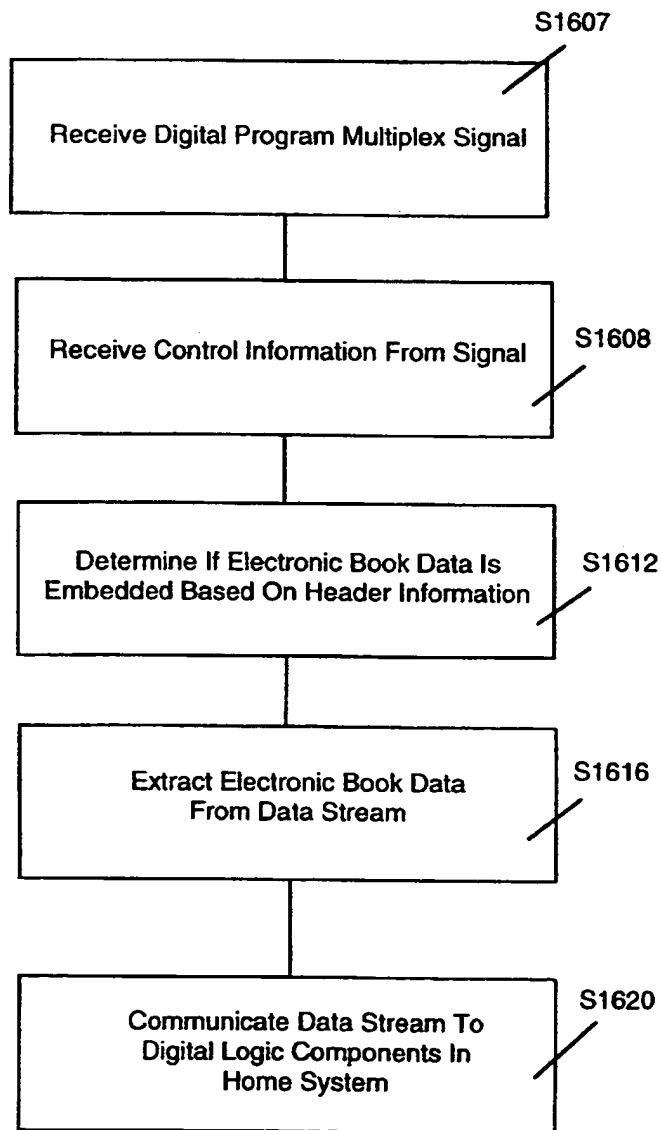 S1607
Receive Digital Program Multiplex Signal
Receive Control Information From Signal
S1608
Determine If Electronic Book Data Is
Embedded Based On Header Information
S1612
Extract Electronic Book Data
From Data Stream
S1616
Communicate Data Stream To
Digital Logic Components In
Home System
S1620